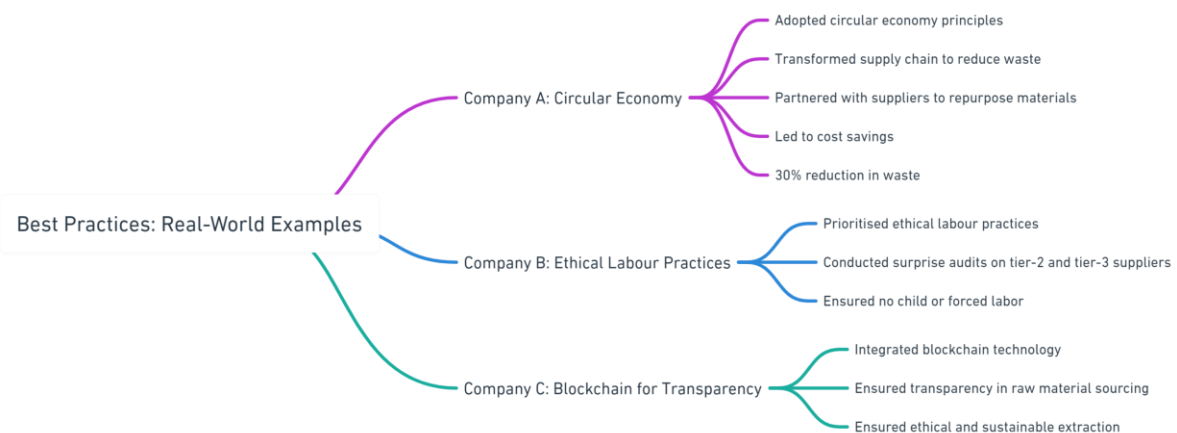 Best Practices: Real-World Examples
Company A: Circular Economy
Adopted circular economy principles
Transformed supply chain to reduce waste
Partnered with suppliers to repurpose materials
Led to cost savings
30% reduction in waste
Company B: Ethical Labour Practices
Prioritised ethical labour practices
Conducted surprise audits on tier-2 and tier-3 suppliers
Ensured no child or forced labor
Company C: Blockchain for Transparency
Integrated blockchain technology
Ensured transparency in raw material sourcing
Ensured ethical and sustainable extraction